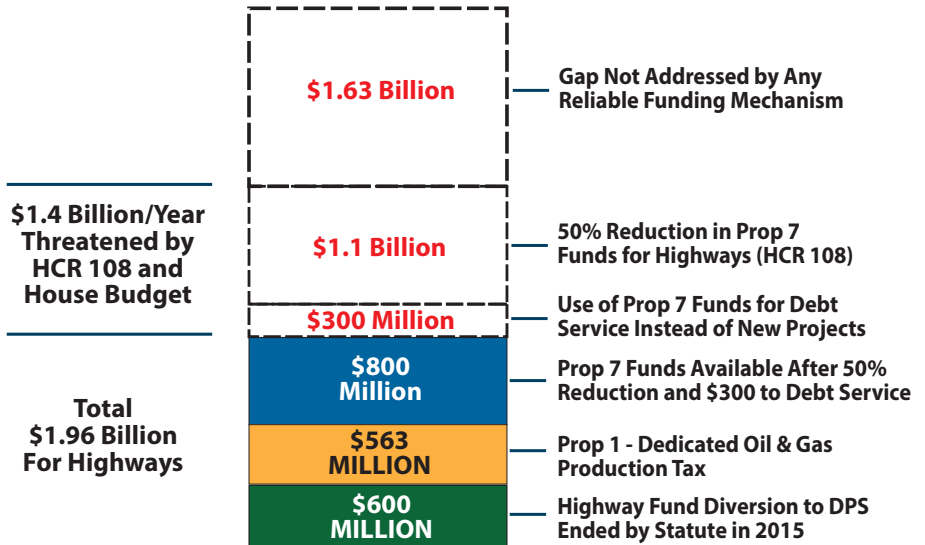 $1.63 Billion
Gap Not Addressed by Any
Reliable Funding Mechanism
$1.4 Billion/Year
Threatened by
HCR 108 and
House Budget
$1.1 Billion
50% Reduction in Prop 7
Funds for Highways (HCR 108)
$300 Million
Use of Prop 7 Funds for Debt
Service Instead of New Projects
$800
Million
Prop 7 Funds Available After 50%
Reduction and $300 to Debt Service
Total
$1.96 Billion
For Highways
$563
MILLION
Prop 1 - Dedicated Oil & Gas
Production Tax
$600
MILLION
Highway Fund Diversion to DPS
Ended by Statute in 2015